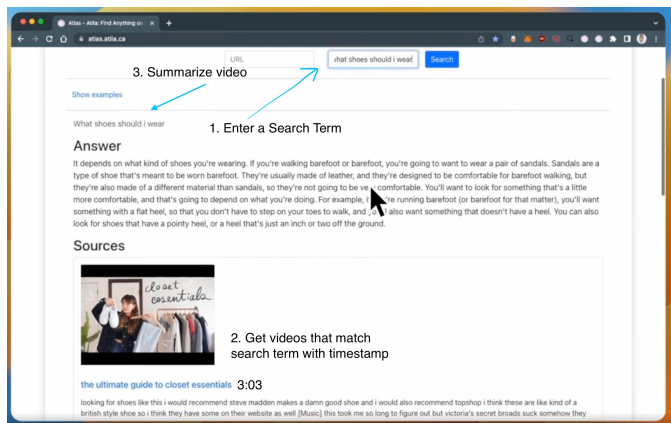 Atlas - Atila: Find Anything on
atlas.atila.ca
URL
what shoes should i wear
Search
3. Summarize video
Show examples
What shoes should i wear
1. Enter a Search Term
Answer
It depends on what kind of shoes you're wearing. If you're walking barefoot or barefoot, you're going to want to wear a pair of sandals. Sandals are a
type of shoe that's meant to be worn barefoot. They're usually made of leather, and they're designed to be comfortable for barefoot walking, but
they're also made of a different material than sandals, so they're not going to be very comfortable. You'll want to look for something that's a little
more comfortable, and that's going to depend on what you're doing. For example, if you're running barefoot (or barefoot for that matter), you'll want
something with a flat heel, so that you don't have to step on your toes to walk, and you'll also want something that doesn't have a heel. You can also
look for shoes that have a pointy heel, or a heel that's just an inch or two off the ground.
Sources
closet
essentials
2. Get videos that match
search term with timestamp
the ultimate guide to closet essentials 3:03
looking for shoes like this i would recommend steve madden makes a damn good shoe and i would also recommend topshop i think these are like kind of a
british style shoe so i think they have some on their website as well [Music] this took me so long to figure out but victoria's secret broads suck somehow they